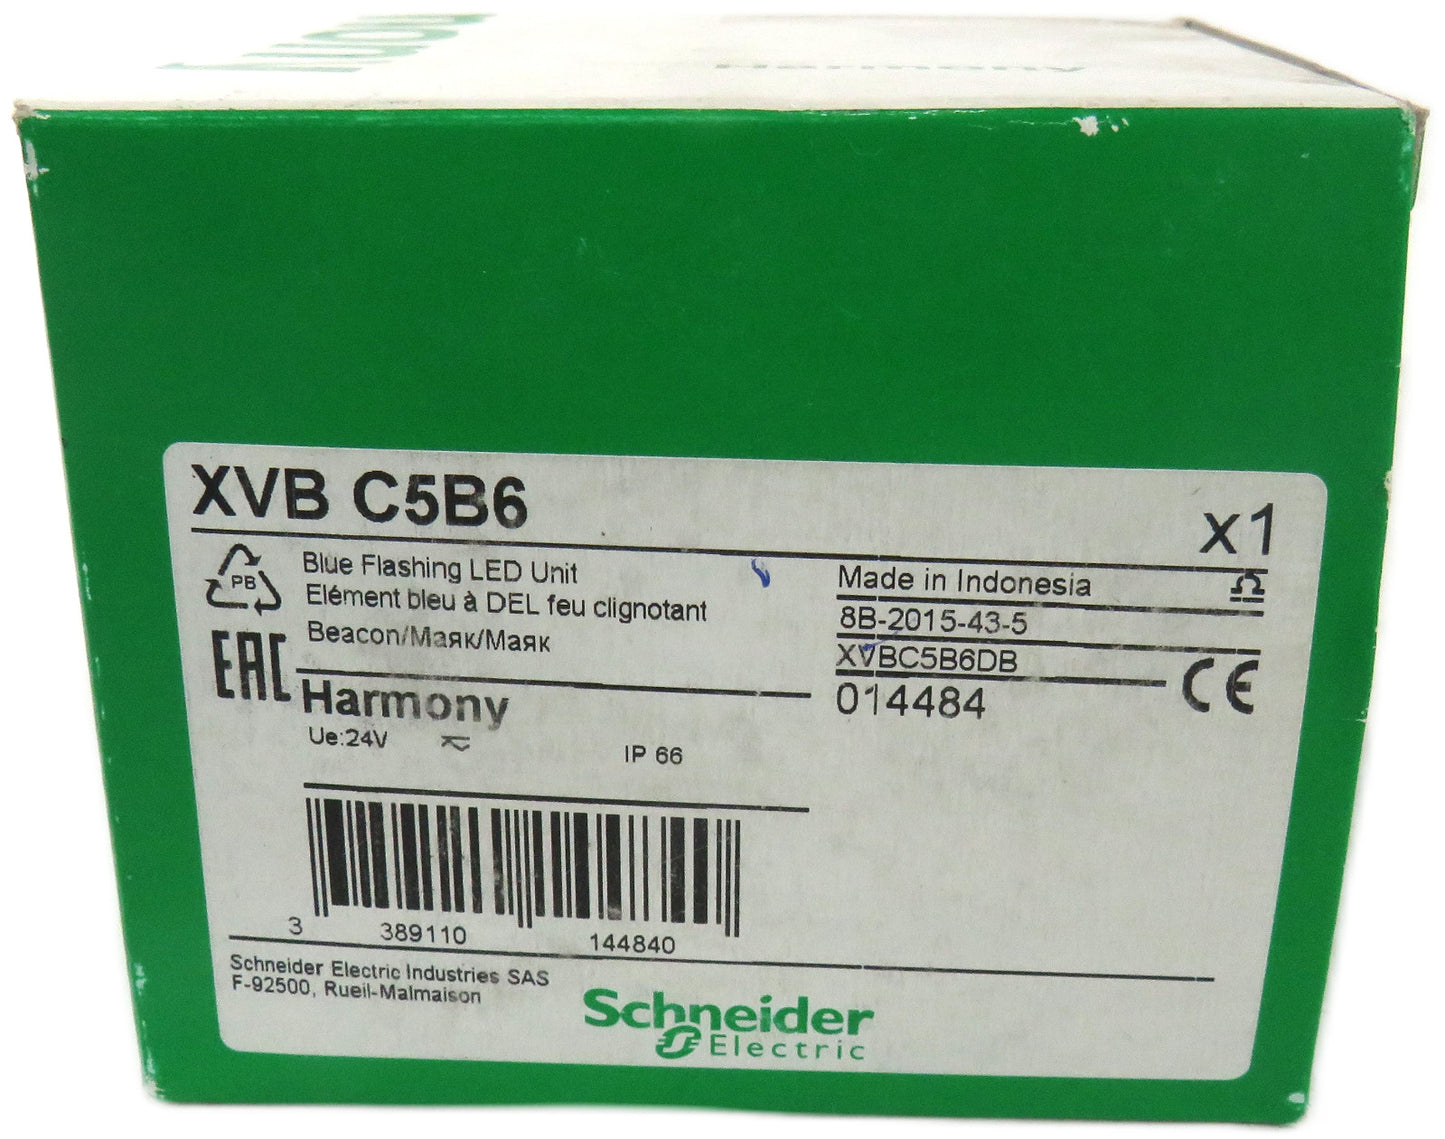 Harmony
XVB C5B6
x1
PB
Blue Flashing LED Unit
Elément bleu à DEL feu clignotant
Beacon/Маяк/Маяк
EAC
Harmony
Ue:24V
IP 66
Made in Indonesia
8B-2015-43-5
XVBC5B6DB
014484
CE
3 389110 144840
Schneider Electric Industries SAS
F-92500, Rueil-Malmaison
Schneider
Electric